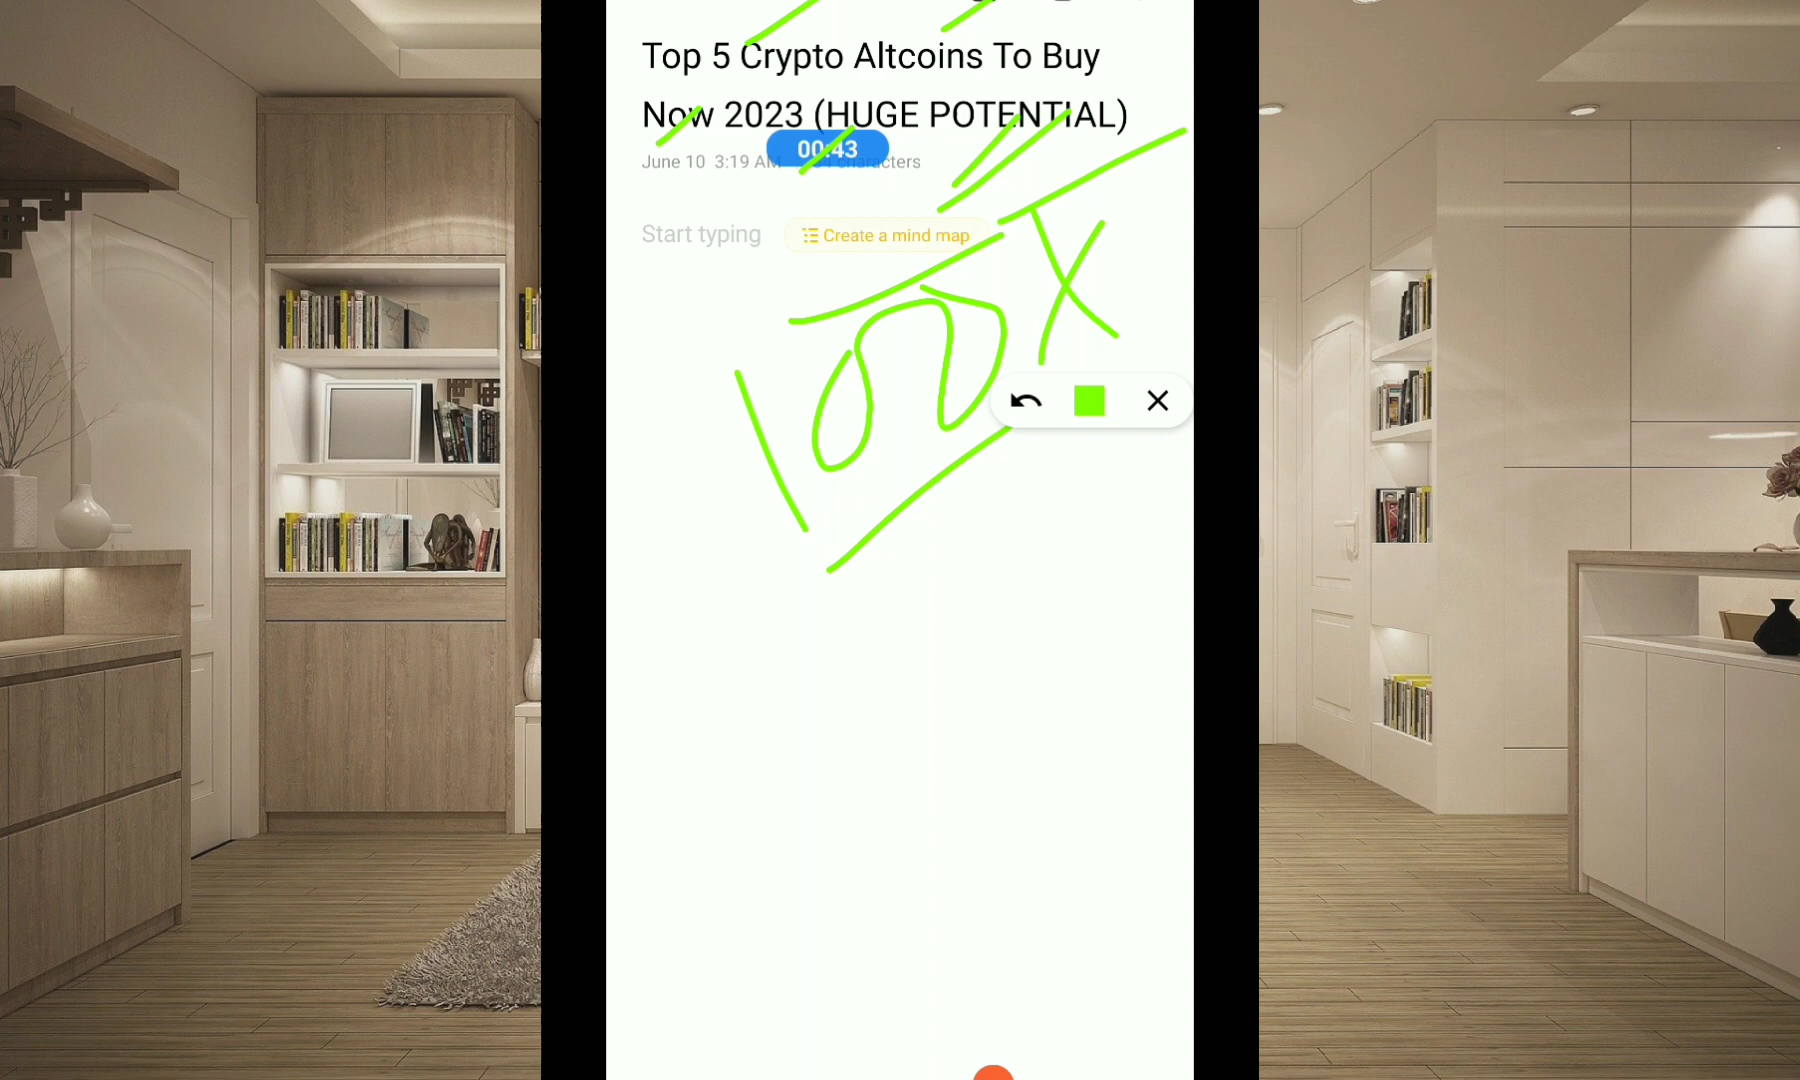 Top 5 Crypto Altcoins To Buy
Now 2023 (HUGE POTENTIAL)
00:43
June 10 3:19 AM characters
Start typing Create a mind map
100X